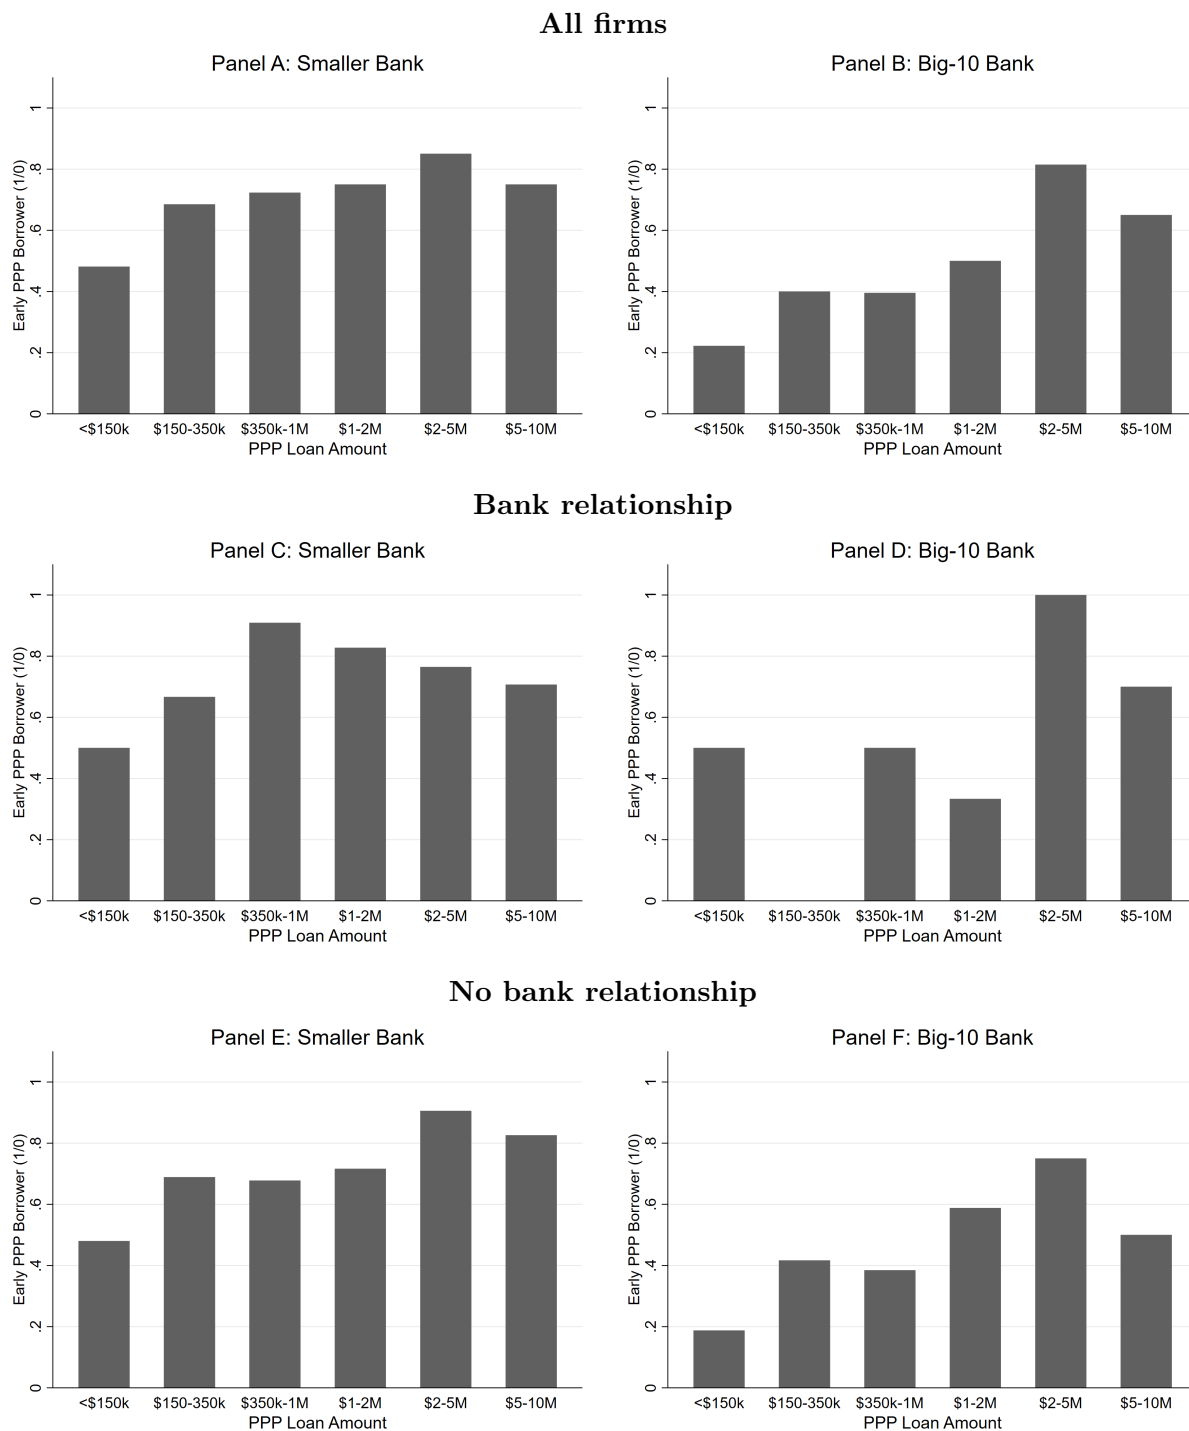 All firms
Panel A: Smaller Bank
Early PPP Borrower (1/0)
1
.8
.6
.4
.2
0
<$150k $150-350k $350k-1M $1-2M $2-5M $5-10M
PPP Loan Amount
Panel B: Big-10 Bank
Early PPP Borrower (1/0)
1
.8
.6
.4
.2
0
<$150k $150-350k $350k-1M $1-2M $2-5M $5-10M
PPP Loan Amount
Bank relationship
Panel C: Smaller Bank
Early PPP Borrower (1/0)
1
.8
.6
.4
.2
0
<$150k $150-350k $350k-1M $1-2M $2-5M $5-10M
PPP Loan Amount
Panel D: Big-10 Bank
Early PPP Borrower (1/0)
1
.8
.6
.4
.2
0
<$150k $150-350k $350k-1M $1-2M $2-5M $5-10M
PPP Loan Amount
No bank relationship
Panel E: Smaller Bank
Early PPP Borrower (1/0)
1
.8
.6
.4
.2
0
<$150k $150-350k $350k-1M $1-2M $2-5M $5-10M
PPP Loan Amount
Panel F: Big-10 Bank
Early PPP Borrower (1/0)
1
.8
.6
.4
.2
0
<$150k $150-350k $350k-1M $1-2M $2-5M $5-10M
PPP Loan Amount